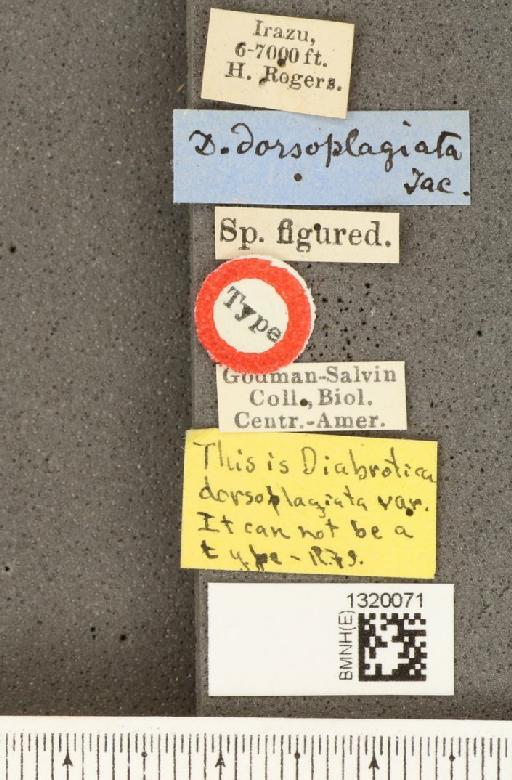 Irazu,
6-7000 ft.
H. Rogers.
D. dorsoplagiata
Jac.
Sp. figured.
Type
Godman-Salvin
Coll., Biol.
Centr.-Amer.
This is Diabrotica
dorsoplagiata var.
It can not be a
type -
1320071
BMNH(E)